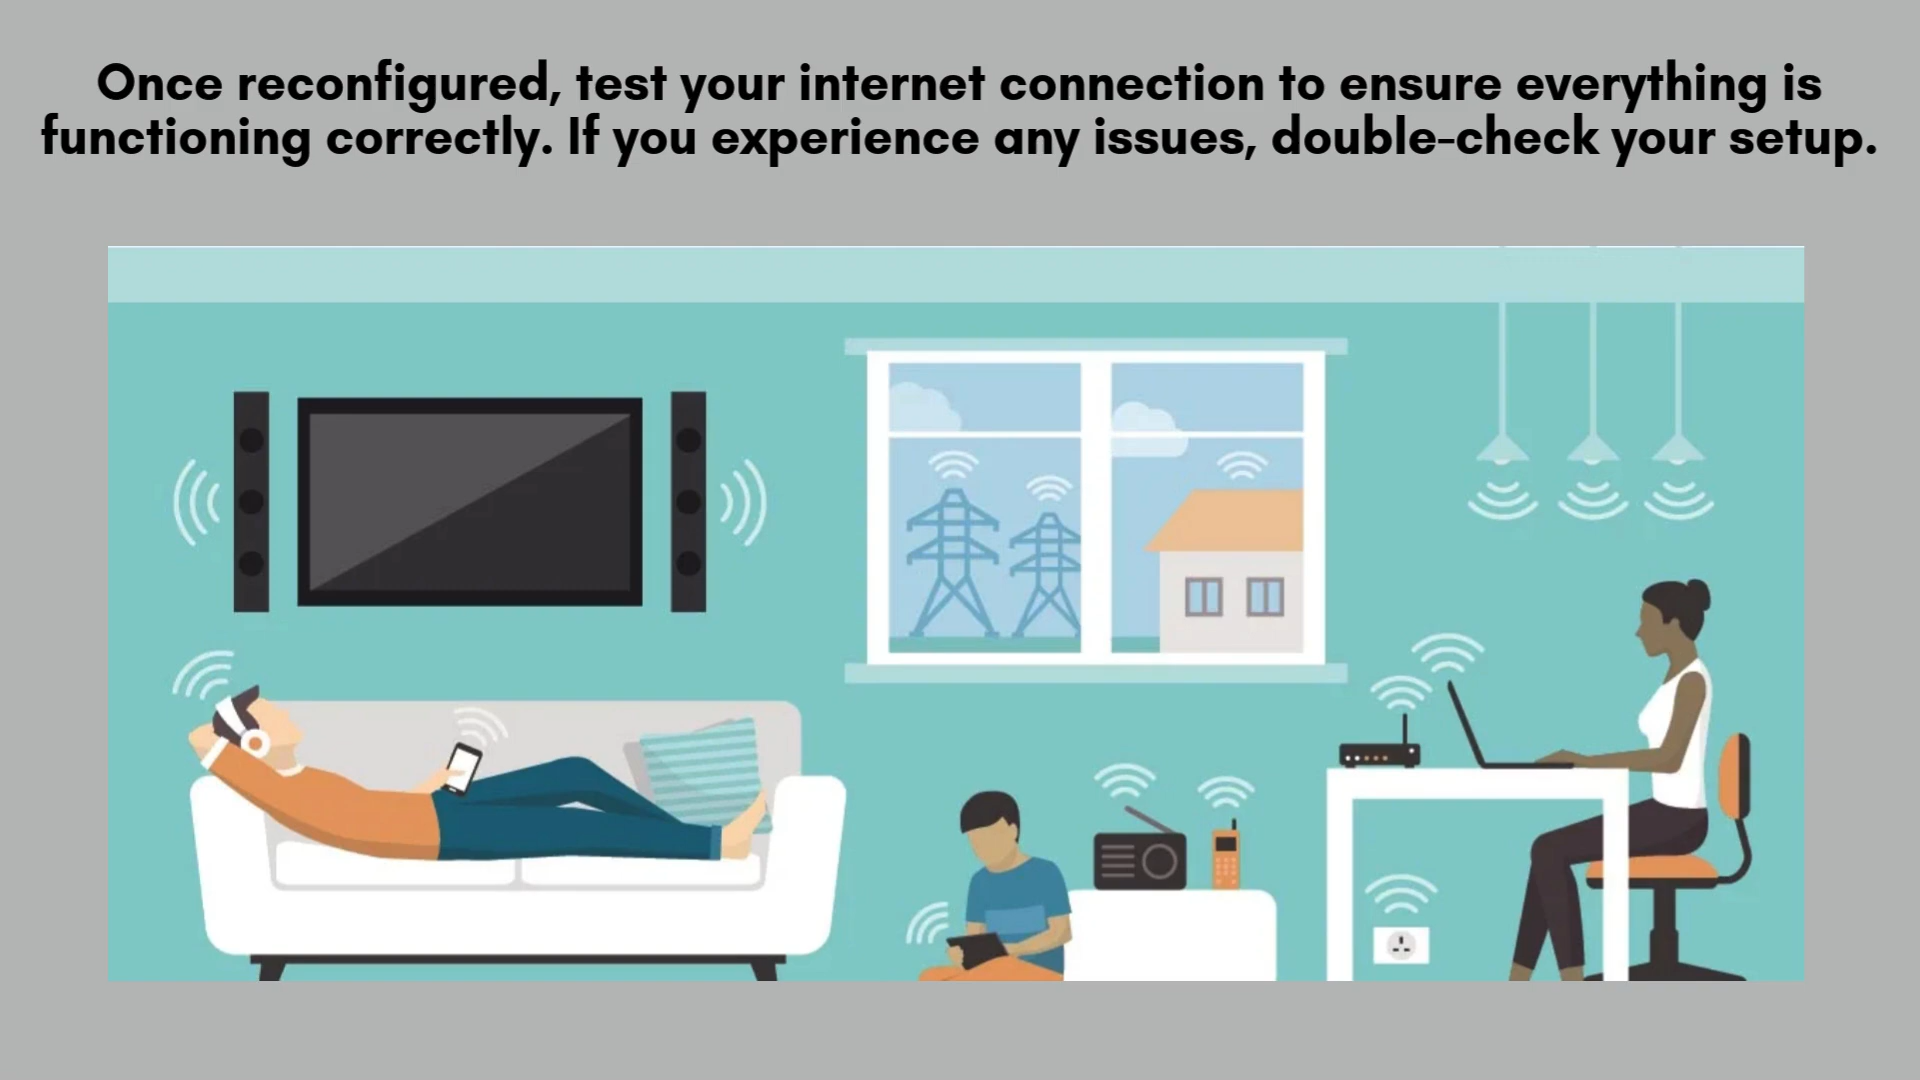 Once reconfigured, test your internet connection to ensure everything is
functioning correctly. If you experience any issues, double-check your setup.